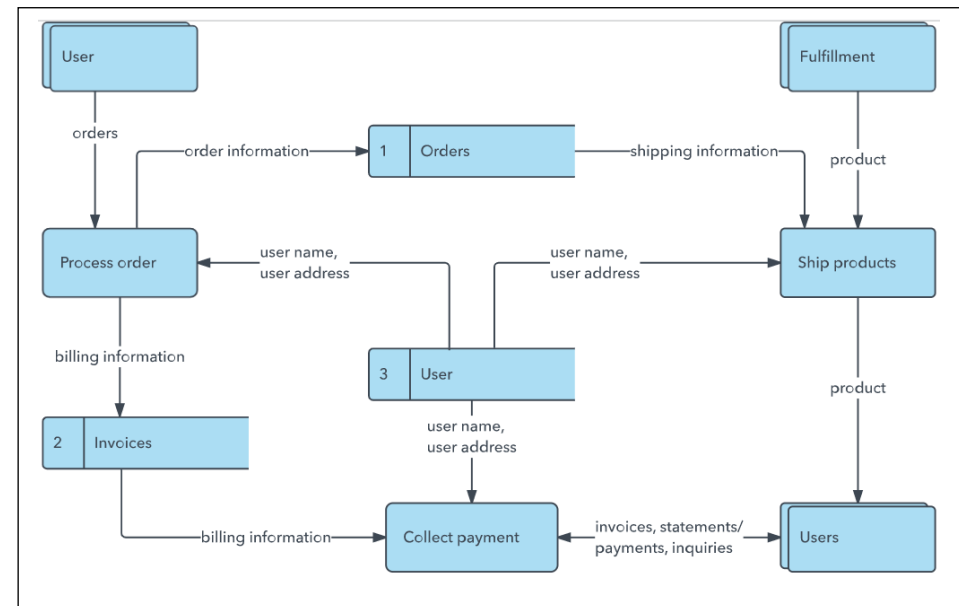 User
Fulfillment
orders
order information
1
Orders
shipping information
product
Process order
user name,
user address
user name,
user address
Ship products
billing information
3
User
product
2
Invoices
user name,
user address
billing information
Collect payment
invoices, statements/
payments, inquiries
Users